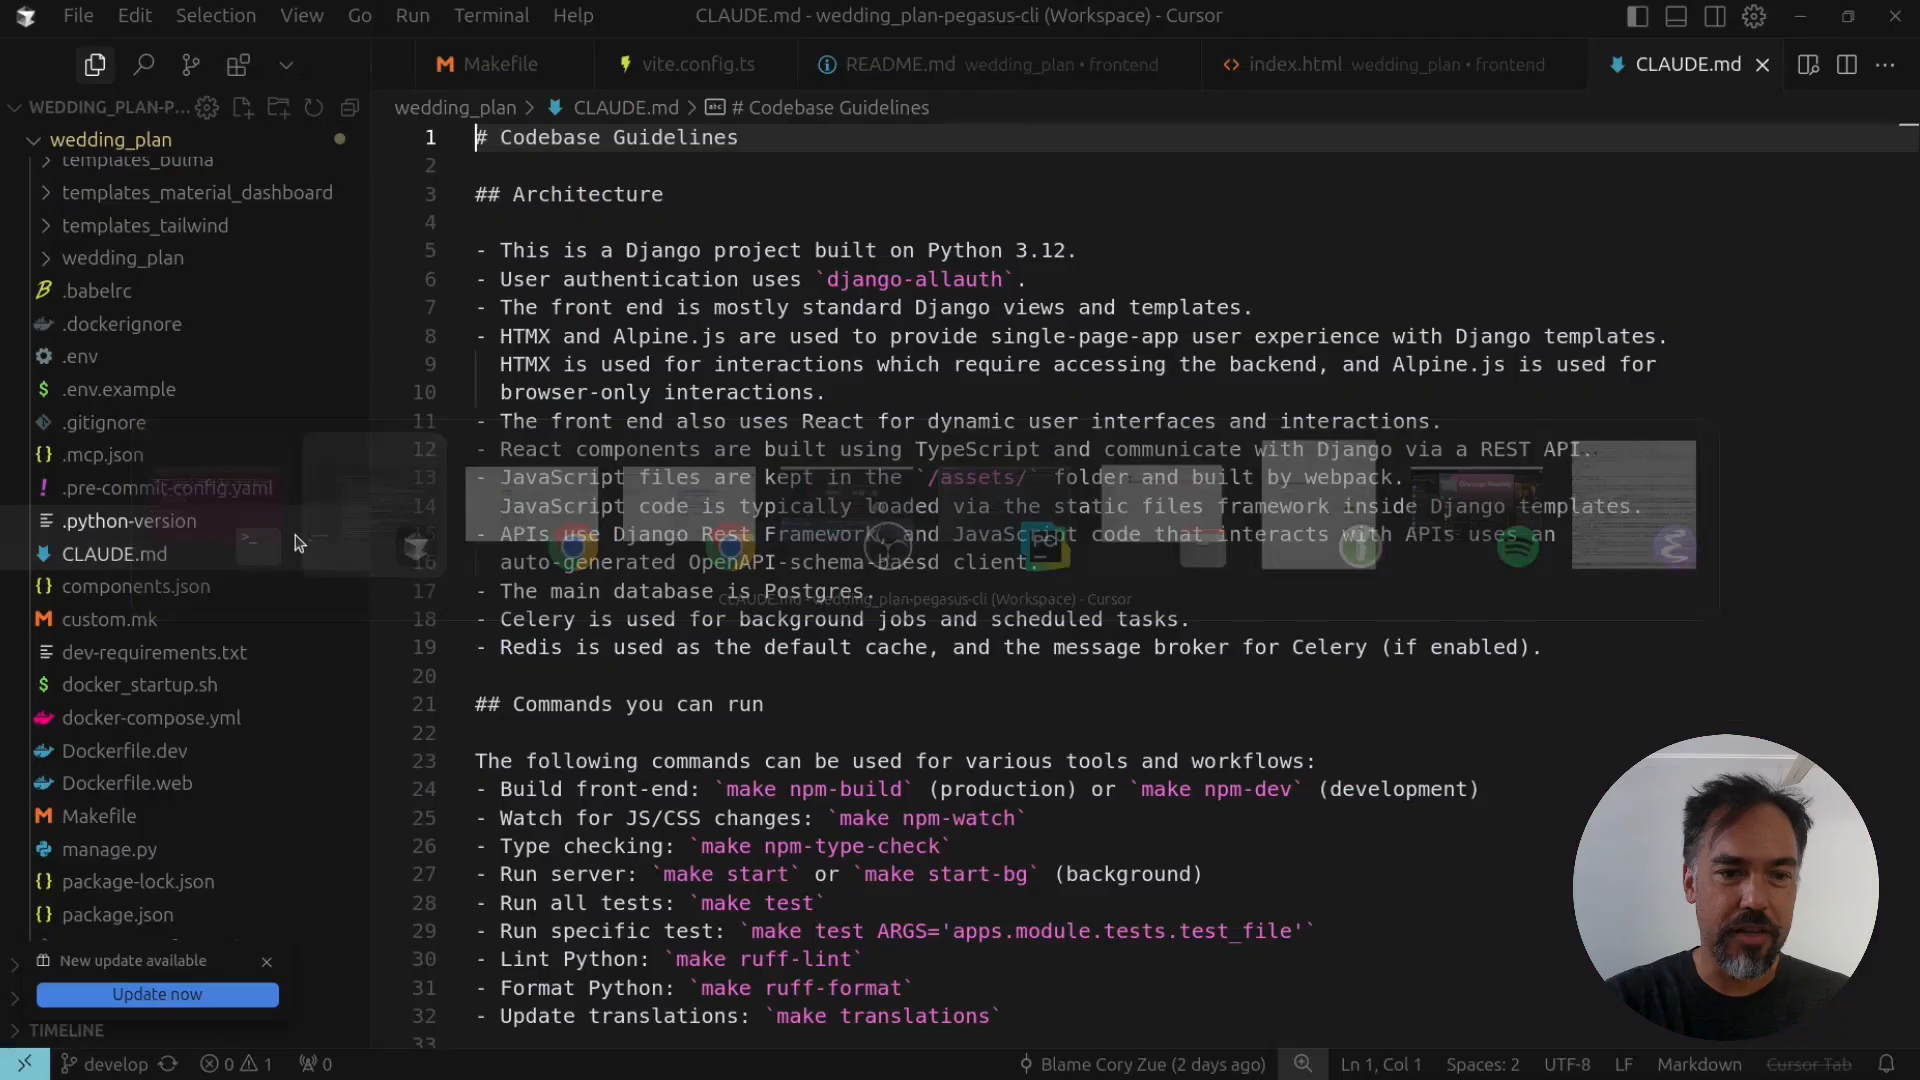 File Edit Selection View Go Run Terminal Help
CLAUDE.md - wedding_plan-pegasus-cli (Workspace) - Cursor
Makefile
vite.config.ts
README.md wedding_plan • frontend
index.html wedding_plan • frontend
CLAUDE.md
WEDDING_PLAN-P...
wedding_plan
templates_bulma
templates_material_dashboard
templates_tailwind
wedding_plan
.babelrc
.dockerignore
.env
.env.example
.gitignore
.mcp.json
.pre-commit-config.yaml
.python-version
CLAUDE.md
components.json
custom.mk
dev-requirements.txt
docker_startup.sh
docker-compose.yml
Dockerfile.dev
Dockerfile.web
Makefile
manage.py
package-lock.json
package.json
New update available
Update now
TIMELINE
wedding_plan > CLAUDE.md > # Codebase Guidelines
1 # Codebase Guidelines
2
3 ## Architecture
4
5 - This is a Django project built on Python 3.12.
6 - User authentication uses `django-allauth`.
7 - The front end is mostly standard Django views and templates.
8 - HTMX and Alpine.js are used to provide single-page-app user experience with Django templates.
9 HTMX is used for interactions which require accessing the backend, and Alpine.js is used for
10 browser-only interactions.
11 - The front end also uses React for dynamic user interfaces and interactions.
12 - React components are built using TypeScript and communicate with Django via a REST API.
13 - JavaScript files are kept in the `/assets/` folder and built by webpack.
14 JavaScript code is typically loaded via the static files framework inside Django templates.
15 - APIs use Django Rest Framework, and JavaScript code that interacts with APIs uses an
16 auto-generated OpenAPI-schema-baesd client.
17 - The main database is Postgres.
CLAUDE.md - wedding_plan-pegasus-cli (Workspace) - Cursor
18 - Celery is used for background jobs and scheduled tasks.
19 - Redis is used as the default cache, and the message broker for Celery (if enabled).
20
21 ## Commands you can run
22
23 The following commands can be used for various tools and workflows:
24 - Build front-end: `make npm-build` (production) or `make npm-dev` (development)
25 - Watch for JS/CSS changes: `make npm-watch`
26 - Type checking: `make npm-type-check`
27 - Run server: `make start` or `make start-bg` (background)
28 - Run all tests: `make test`
29 - Run specific test: `make test ARGS='apps.module.tests.test_file'`
30 - Lint Python: `make ruff-lint`
31 - Format Python: `make ruff-format`
32 - Update translations: `make translations`
33
develop 0 1 0
Blame Cory Zue (2 days ago)
Ln 1, Col 1 Spaces: 2 UTF-8 LF Markdown Cursor Tab